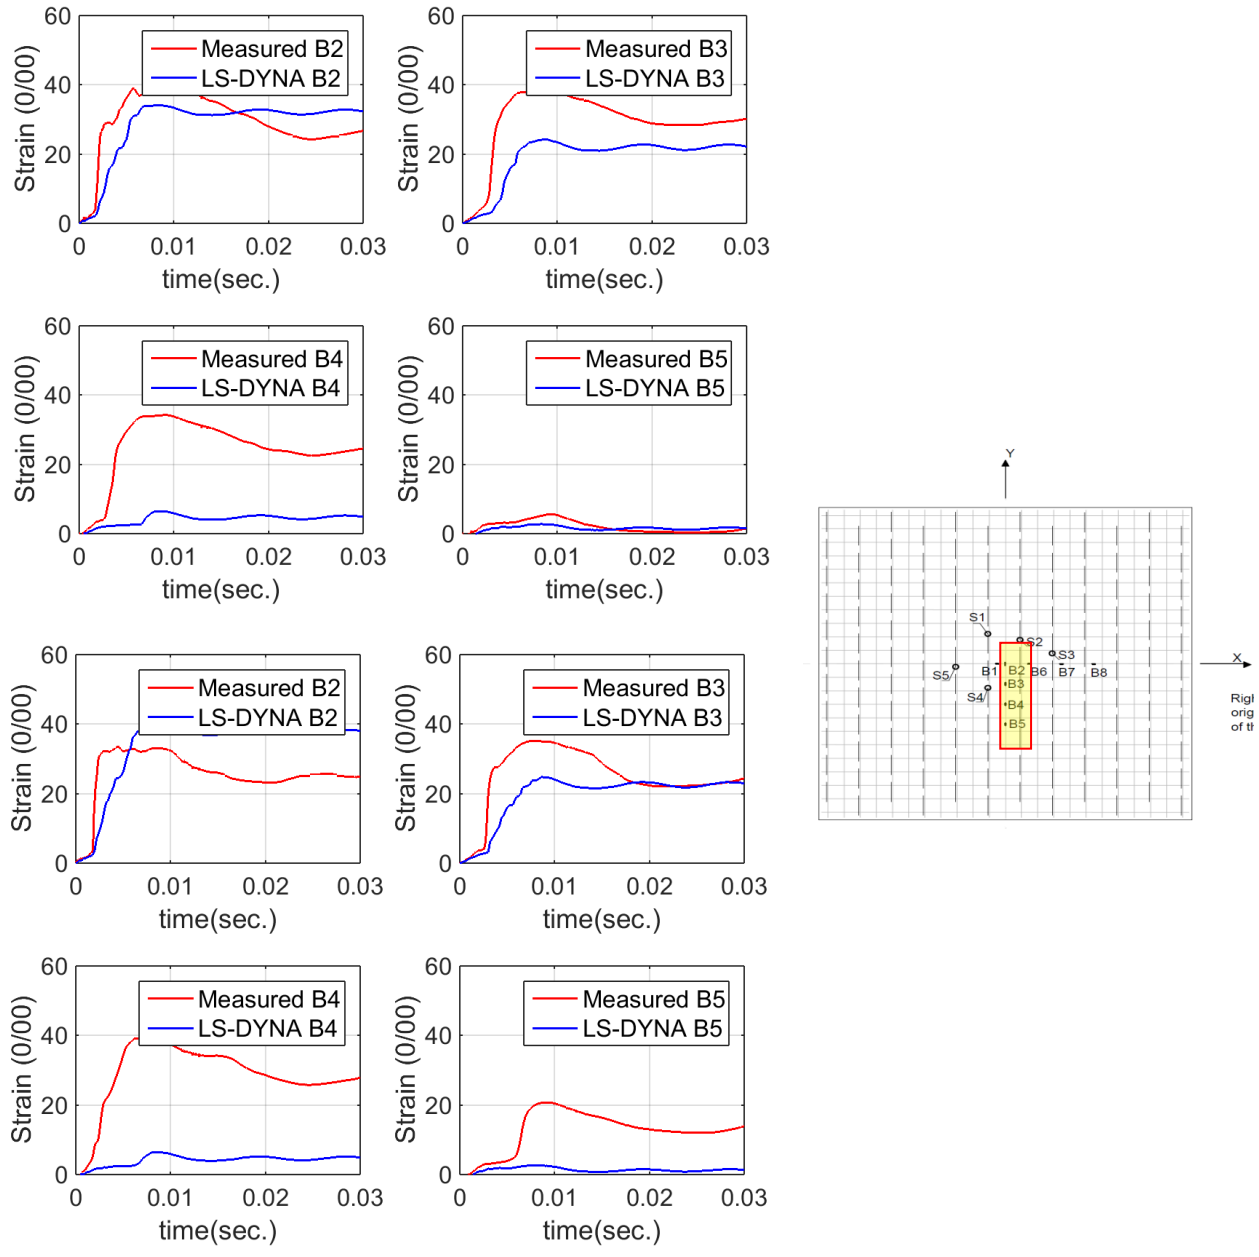 60
40
20
0
Strain (0/00)
Measured B2
LS-DYNA B2
0 0.01 0.02 0.03
time(sec.)
60
40
20
0
Strain (0/00)
Measured B3
LS-DYNA B3
0 0.01 0.02 0.03
time(sec.)
60
40
20
0
Strain (0/00)
Measured B4
LS-DYNA B4
0 0.01 0.02 0.03
time(sec.)
60
40
20
0
Strain (0/00)
Measured B5
LS-DYNA B5
0 0.01 0.02 0.03
time(sec.)
60
40
20
0
Strain (0/00)
Measured B2
LS-DYNA B2
0 0.01 0.02 0.03
time(sec.)
60
40
20
0
Strain (0/00)
Measured B3
LS-DYNA B3
0 0.01 0.02 0.03
time(sec.)
60
40
20
0
Strain (0/00)
Measured B4
LS-DYNA B4
0 0.01 0.02 0.03
time(sec.)
60
40
20
0
Strain (0/00)
Measured B5
LS-DYNA B5
0 0.01 0.02 0.03
time(sec.)
Y
S1
S2
S3
X
S5 B1 B2 B6 B7 B8
B3
S4
B4
B5
Righ
orig
of th